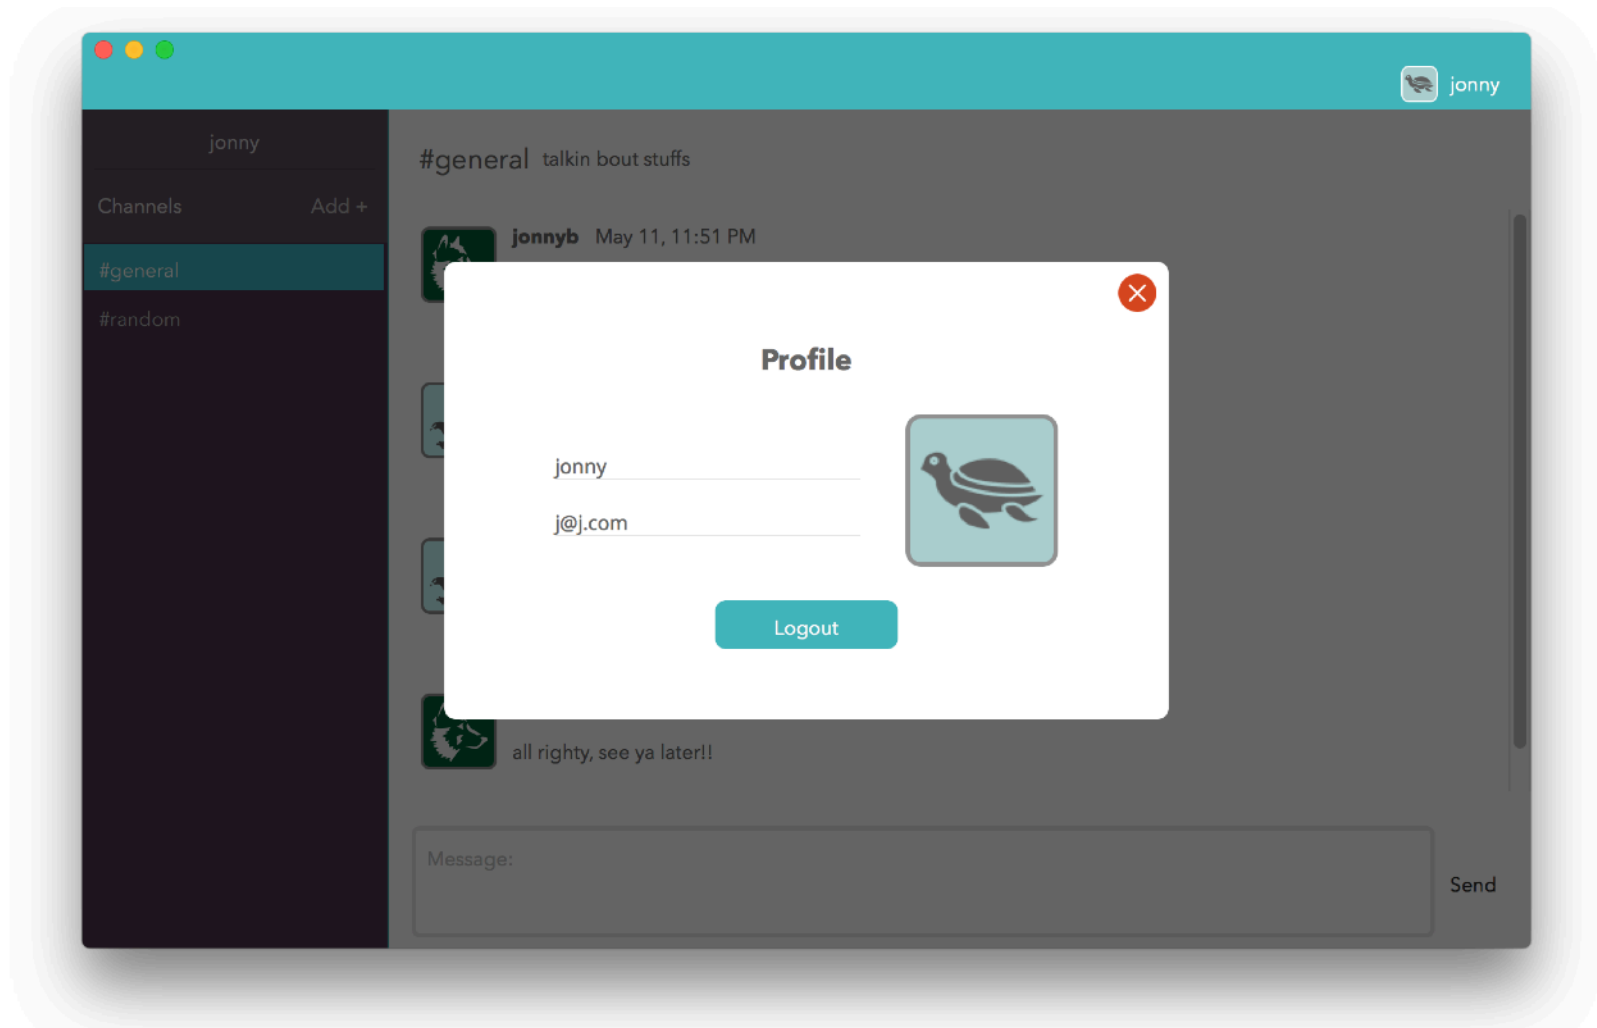 jonny
jonny
Channels Add +
#general
#random
#general talkin bout stuffs
jonnyb May 11, 11:51 PM
Profile
jonny
j@j.com
Logout
all righty, see ya later!!
Message:
Send